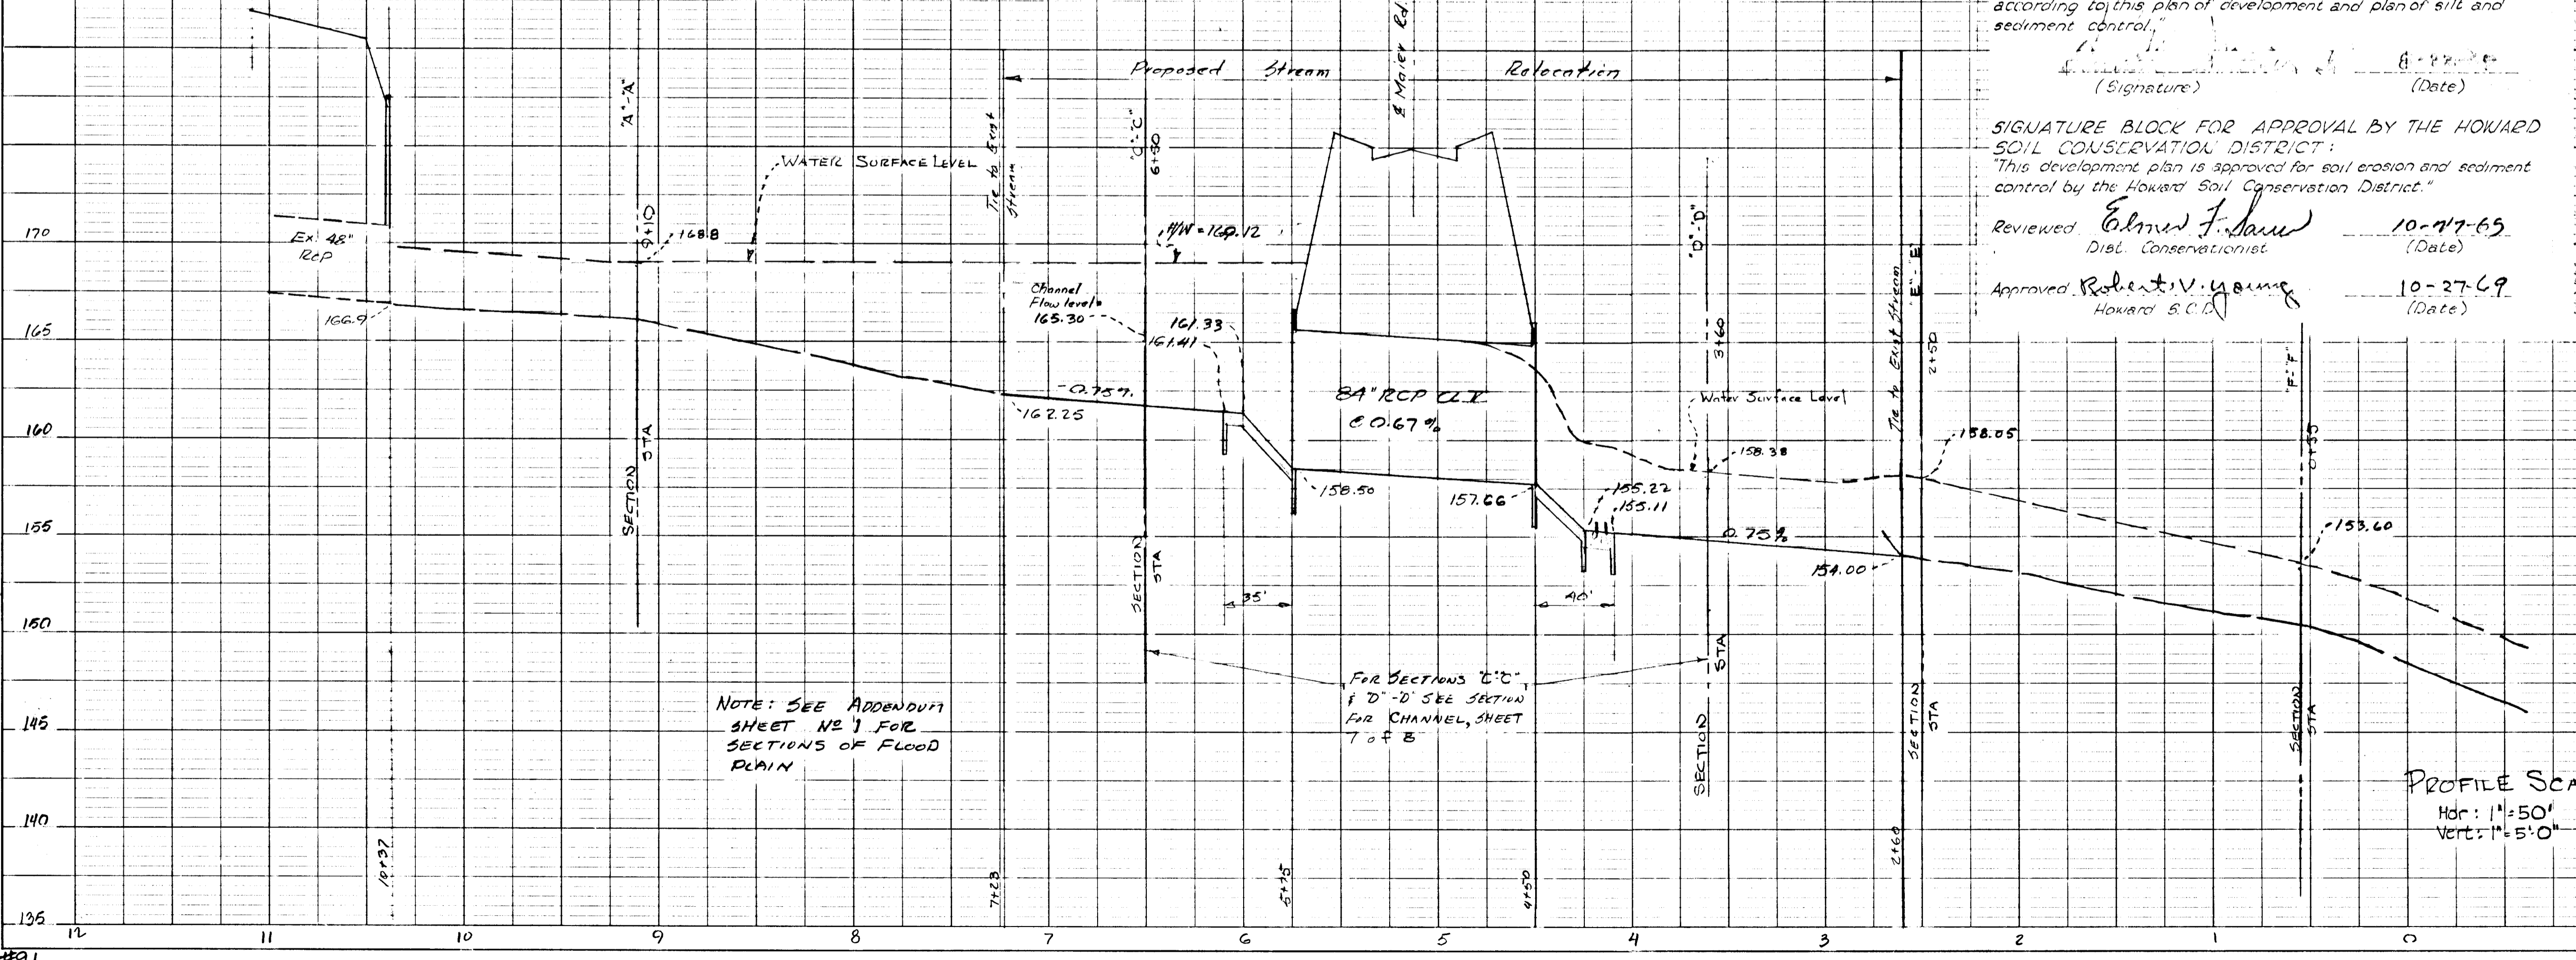 according to this plan of development and plan of silt and
sediment control."
(Signature)
(Date)
SIGNATURE BLOCK FOR APPROVAL BY THE HOWARD
SOIL CONSERVATION DISTRICT:
"This development plan is approved for soil erosion and sediment
control by the Howard Soil Conservation District."
Reviewed
Dist. Conservationist
(Date)
Approved Robert V. Young 10-27-69
Howard S.C.D.
(Date)
Proposed Stream Relocation
℄ Maier Rd.
"A"-"A"
SECTION
STA 9+10
Tie to Exist
Stream
"C"-"C"
6+50
SECTION
STA
WATER SURFACE LEVEL
168.8
H/W = 169.12
Ex. 48"
RCP
166.9
Channel
Flow level
165.30
161.33
161.41
0.75%
162.25
84" RCP CL IV
@ 0.67%
158.50
157.66
155.22
155.11
35'
40'
"D"-"D"
3+60
SECTION
STA
Water Surface Level
158.38
0.75%
154.00
Tie to Exist Stream
"E"-"E"
2+50
SECTION
STA
158.05
"F"-"F"
0+55
SECTION
STA
153.60
FOR SECTIONS "C"-"C"
& "D"-"D" SEE SECTION
FOR CHANNEL, SHEET
7 of 8
NOTE: SEE ADDENDUM
SHEET No 1 FOR
SECTIONS OF FLOOD
PLAIN
PROFILE SCA
Hor: 1"=50'
Vert: 1"=5'-0"
170
165
160
155
150
145
140
135
10+37
7+23
5+75
4+50
2+60
12 11 10 9 8 7 6 5 4 3 2 1 0